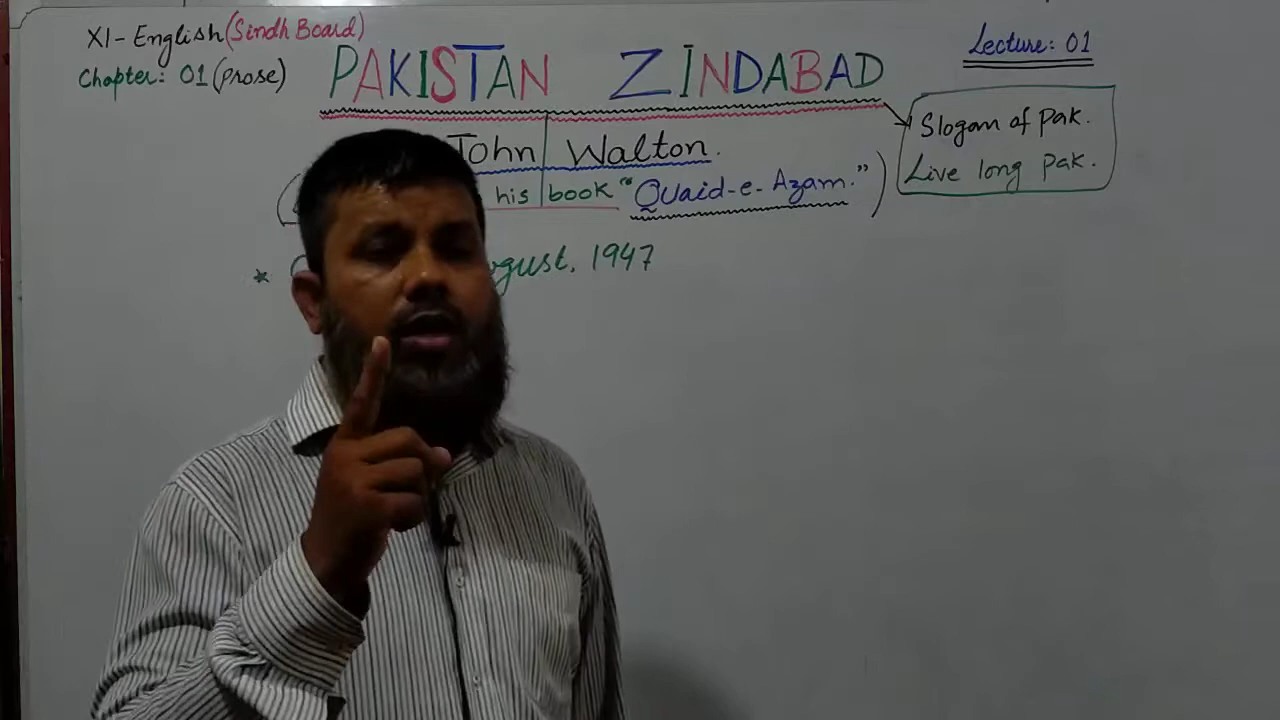 XI-English (Sindh Board)
Chapter: 01 (Prose)
PAKISTAN ZINDABAD
Lecture: 01
Slogan of Pak.
Live long Pak.
John Walton.
his book "Quaid-e-Azam.")
* August, 1947